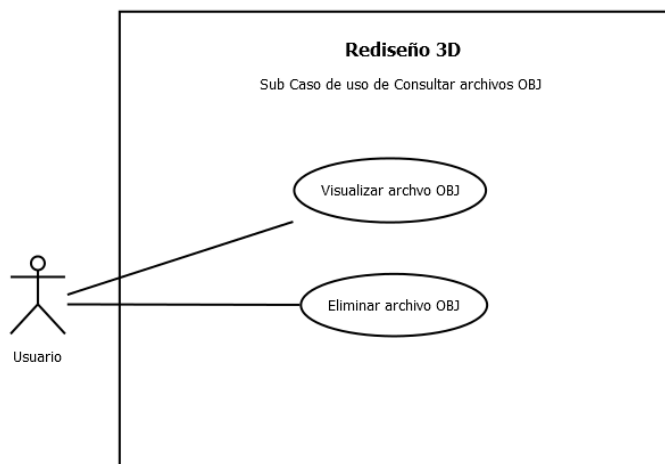 Rediseño 3D
Sub Caso de uso de Consultar archivos OBJ
Visualizar archvo OBJ
Eliminar archivo OBJ
Usuario